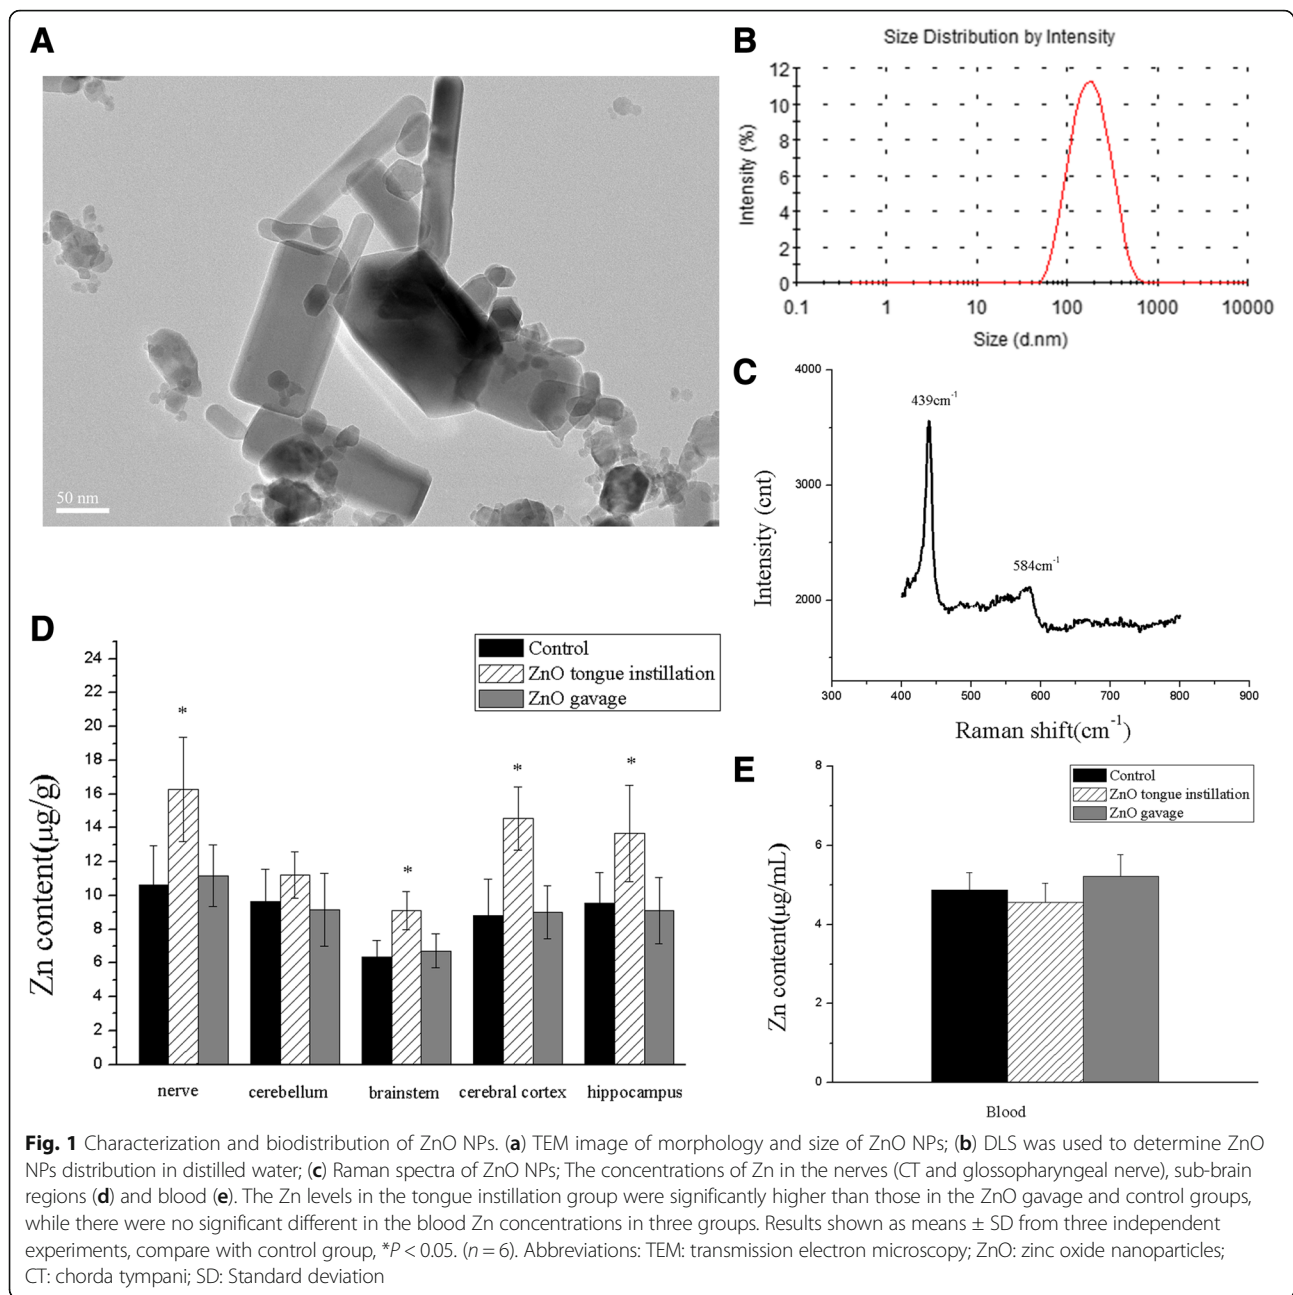 A
50 nm
B
Size Distribution by Intensity
12
10
8
6
4
2
0
Intensity (%)
0.1 1 10 100 1000 10000
Size (d.nm)
C
4000
3000
2000
Intensity (cnt)
439cm⁻¹
584cm⁻¹
300 400 500 600 700 800 900
Raman shift(cm⁻¹)
D
24
22
20
18
16
14
12
10
8
6
4
2
0
Zn content(μg/g)
Control
ZnO tongue instillation
ZnO gavage
* * * *
nerve cerebellum brainstem cerebral cortex hippocampus
E
8
6
4
2
0
Zn content(μg/mL)
Control
ZnO tongue instillation
ZnO gavage
Blood
Fig. 1 Characterization and biodistribution of ZnO NPs. (a) TEM image of morphology and size of ZnO NPs; (b) DLS was used to determine ZnO
NPs distribution in distilled water; (c) Raman spectra of ZnO NPs; The concentrations of Zn in the nerves (CT and glossopharyngeal nerve), sub-brain
regions (d) and blood (e). The Zn levels in the tongue instillation group were significantly higher than those in the ZnO gavage and control groups,
while there were no significant different in the blood Zn concentrations in three groups. Results shown as means ± SD from three independent
experiments, compare with control group, *P < 0.05. (n = 6). Abbreviations: TEM: transmission electron microscopy; ZnO: zinc oxide nanoparticles;
CT: chorda tympani; SD: Standard deviation